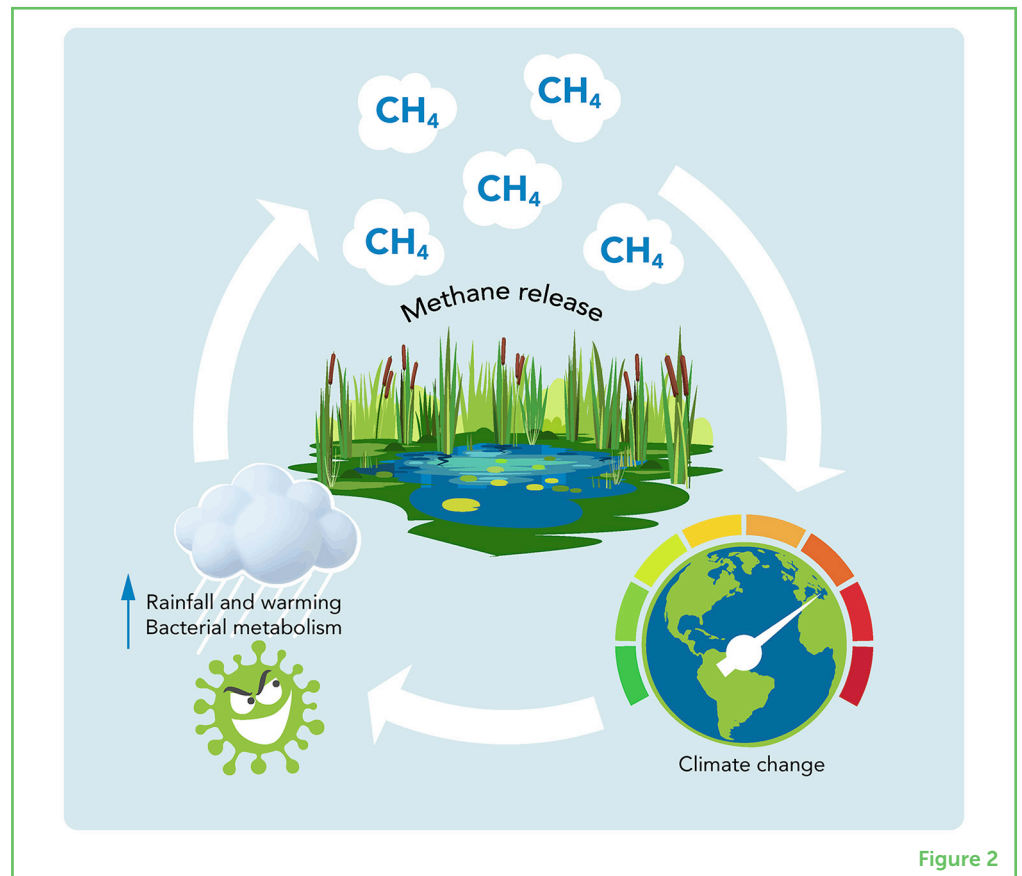 CH₄
CH₄
CH₄
CH₄
CH₄
Methane release
Rainfall and warming
Bacterial metabolism
Climate change
Figure 2